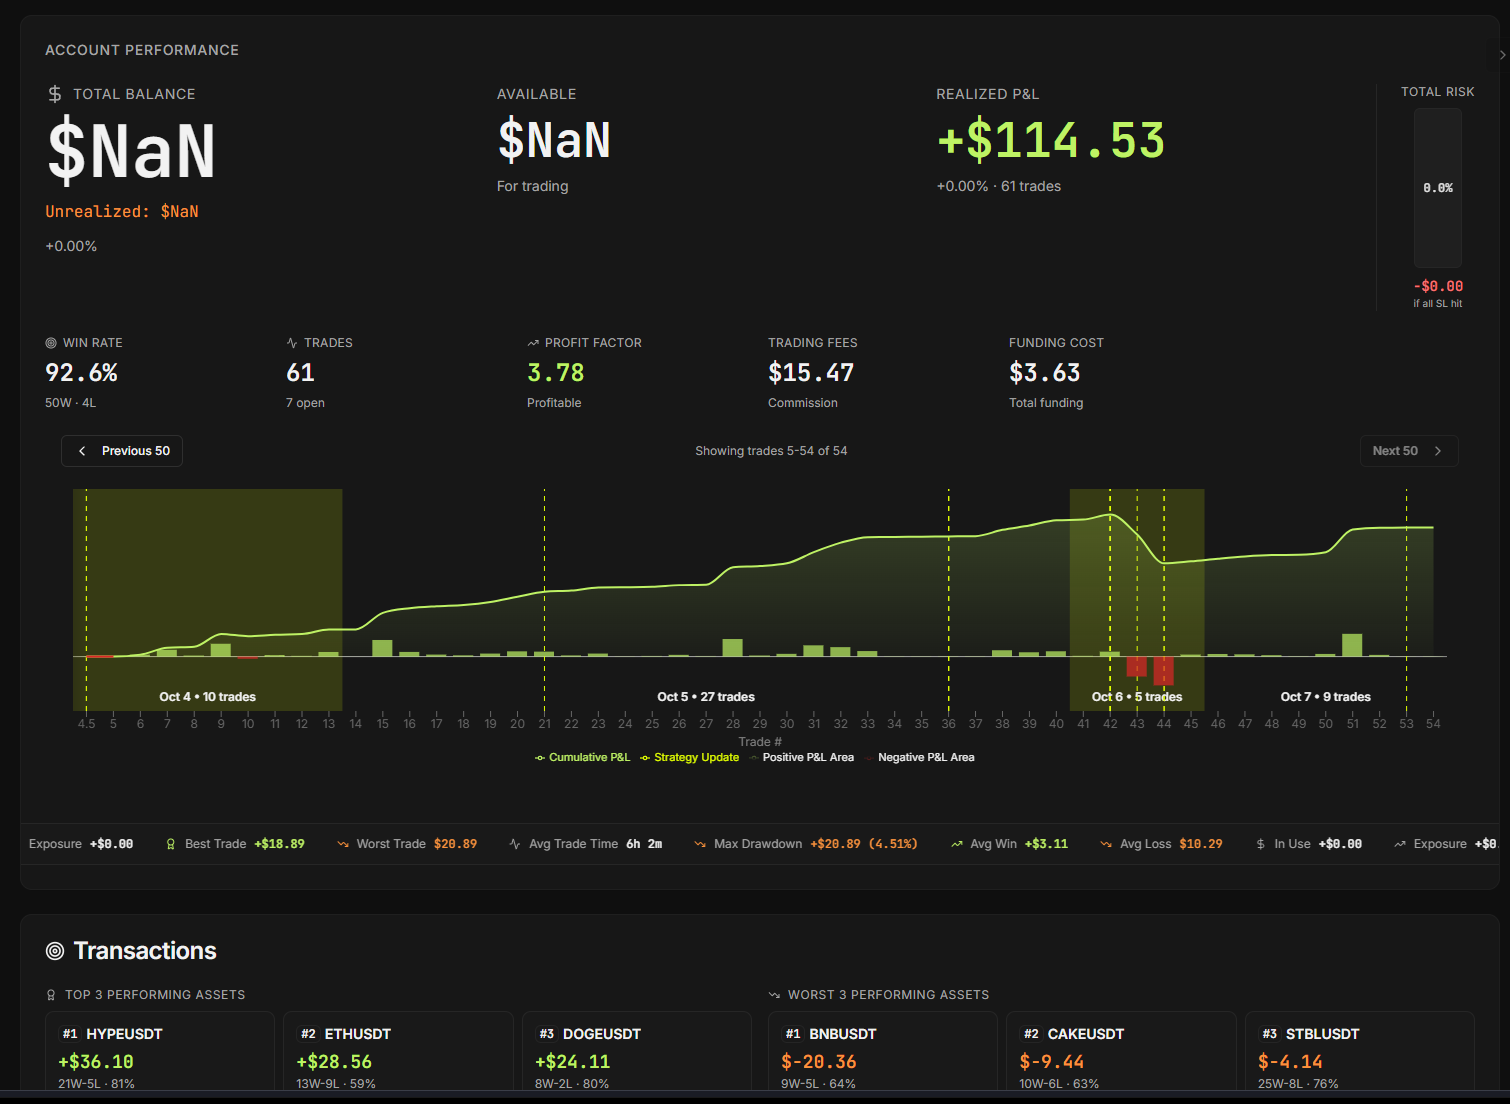 ACCOUNT PERFORMANCE
TOTAL BALANCE
$NaN
Unrealized: $NaN
+0.00%
AVAILABLE
$NaN
For trading
REALIZED P&L
+$114.53
+0.00% · 61 trades
TOTAL RISK
0.0%
-$0.00
if all SL hit
WIN RATE
92.6%
50W · 4L
TRADES
61
7 open
PROFIT FACTOR
3.78
Profitable
TRADING FEES
$15.47
Commission
FUNDING COST
$3.63
Total funding
Previous 50
Showing trades 5-54 of 54
Next 50
Oct 4 • 10 trades
Oct 5 • 27 trades
Oct 6 • 5 trades
Oct 7 • 9 trades
4.5 5 6 7 8 9 10 11 12 13 14 15 16 17 18 19 20 21 22 23 24 25 26 27 28 29 30 31 32 33 34 35 36 37 38 39 40 41 42 43 44 45 46 47 48 49 50 51 52 53 54
Trade #
Cumulative P&L Strategy Update Positive P&L Area Negative P&L Area
Exposure +$0.00 Best Trade +$18.89 Worst Trade $20.89 Avg Trade Time 6h 2m Max Drawdown +$20.89 (4.51%) Avg Win +$3.11 Avg Loss $10.29 In Use +$0.00 Exposure +$0.
Transactions
TOP 3 PERFORMING ASSETS
#1 HYPEUSDT
+$36.10
21W-5L · 81%
#2 ETHUSDT
+$28.56
13W-9L · 59%
#3 DOGEUSDT
+$24.11
8W-2L · 80%
WORST 3 PERFORMING ASSETS
#1 BNBUSDT
$-20.36
9W-5L · 64%
#2 CAKEUSDT
$-9.44
10W-6L · 63%
#3 STBLUSDT
$-4.14
25W-8L · 76%